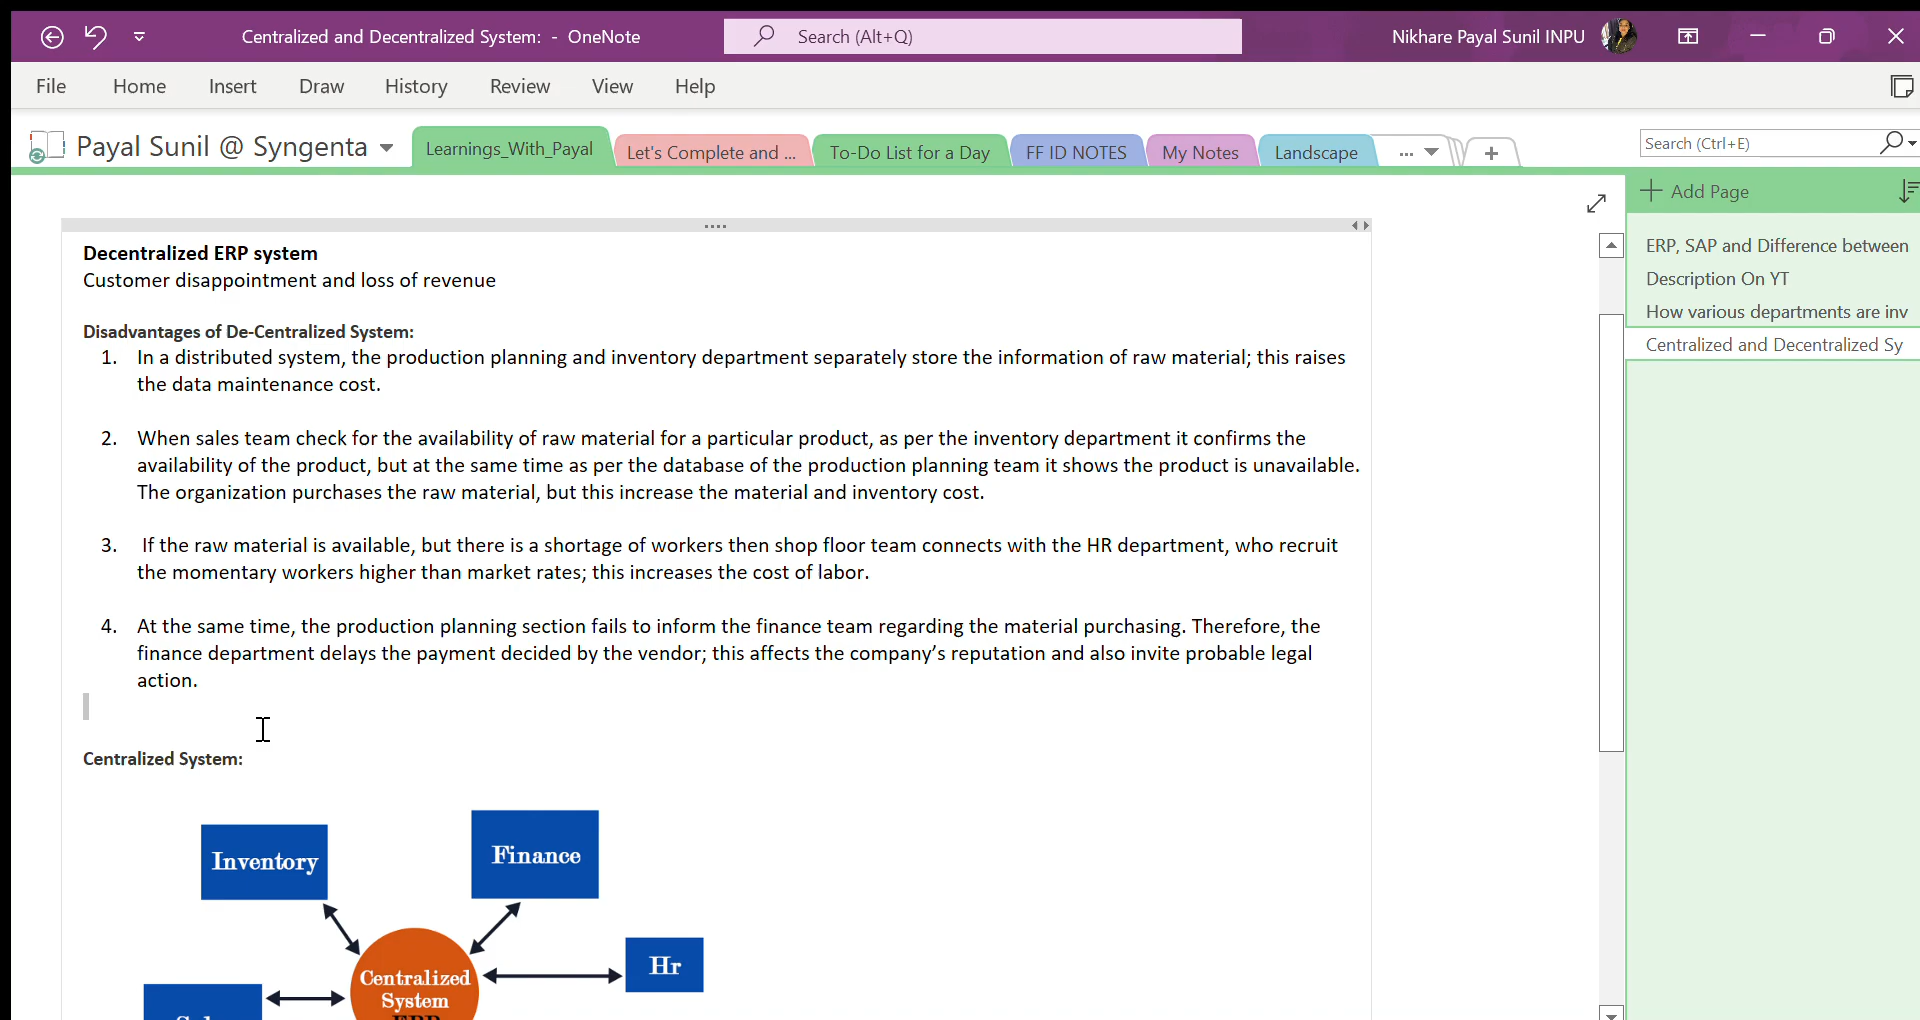 Centralized and Decentralized System: - OneNote
Search (Alt+Q)
Nikhare Payal Sunil INPU
File Home Insert Draw History Review View Help
Payal Sunil @ Syngenta
Learnings_With_Payal
Let's Complete and ...
To-Do List for a Day
FF ID NOTES
My Notes
Landscape
...
+
Search (Ctrl+E)
Add Page
ERP, SAP and Difference between
Description On YT
How various departments are inv
Centralized and Decentralized Sy
Decentralized ERP system
Customer disappointment and loss of revenue
Disadvantages of De-Centralized System:
1. In a distributed system, the production planning and inventory department separately store the information of raw material; this raises
the data maintenance cost.
2. When sales team check for the availability of raw material for a particular product, as per the inventory department it confirms the
availability of the product, but at the same time as per the database of the production planning team it shows the product is unavailable.
The organization purchases the raw material, but this increase the material and inventory cost.
3. If the raw material is available, but there is a shortage of workers then shop floor team connects with the HR department, who recruit
the momentary workers higher than market rates; this increases the cost of labor.
4. At the same time, the production planning section fails to inform the finance team regarding the material purchasing. Therefore, the
finance department delays the payment decided by the vendor; this affects the company’s reputation and also invite probable legal
action.
Centralized System:
Inventory
Finance
Hr
Centralized
System
ERP